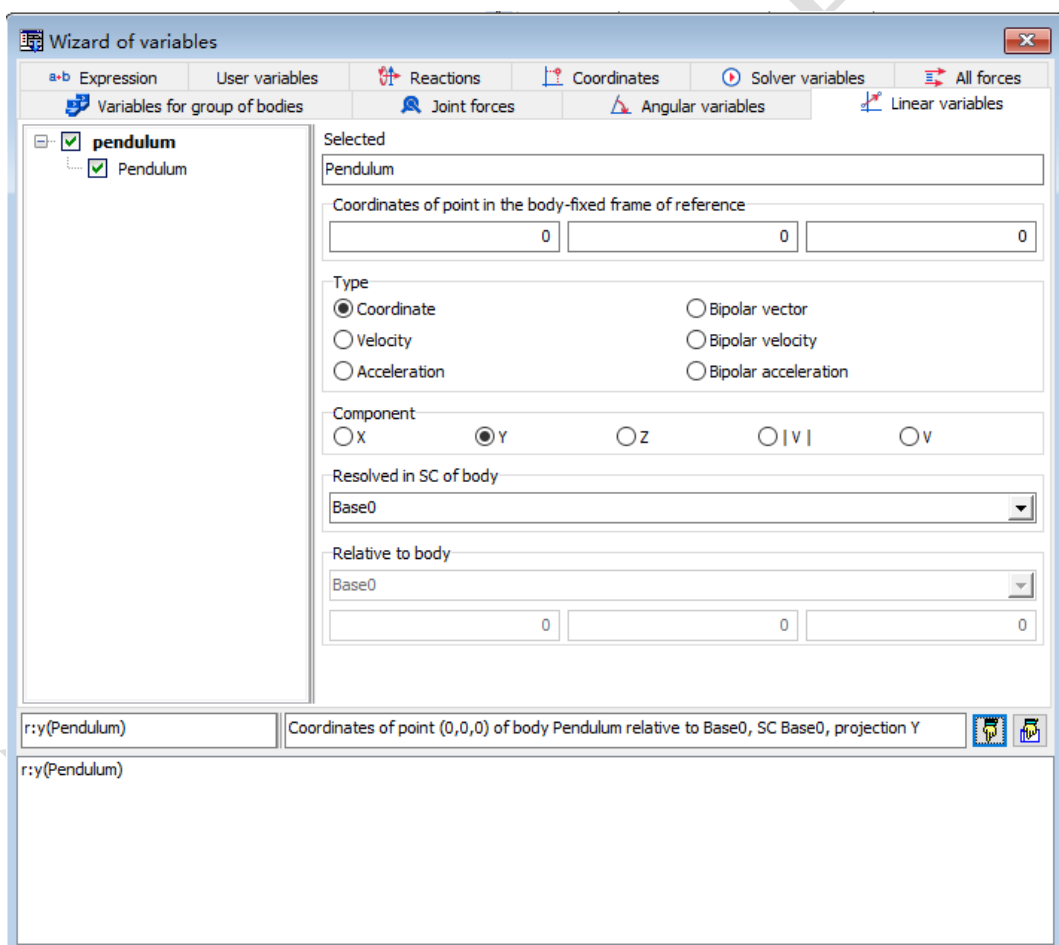 Wizard of variables
a+b Expression User variables Reactions Coordinates Solver variables All forces
Variables for group of bodies Joint forces Angular variables Linear variables
pendulum
Pendulum
Selected
Pendulum
Coordinates of point in the body-fixed frame of reference
0 0 0
Type
Coordinate Bipolar vector
Velocity Bipolar velocity
Acceleration Bipolar acceleration
Component
X Y Z | V | V
Resolved in SC of body
Base0
Relative to body
Base0
0 0 0
r:y(Pendulum) Coordinates of point (0,0,0) of body Pendulum relative to Base0, SC Base0, projection Y
r:y(Pendulum)